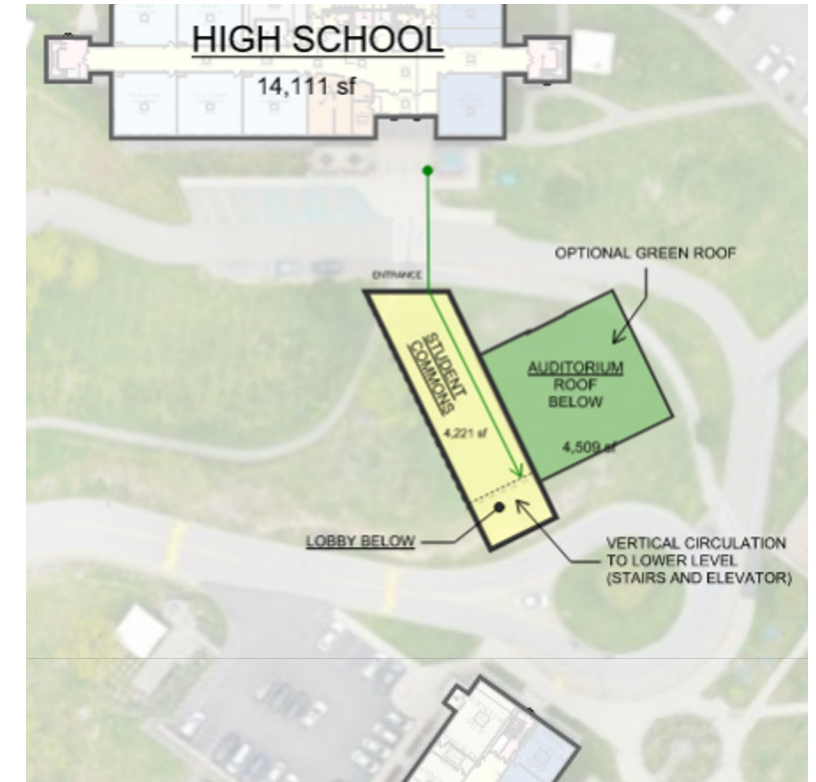 HIGH SCHOOL
14,111 sf
OPTIONAL GREEN ROOF
ENTRANCE
STUDENT
COMMONS
4,221 sf
AUDITORIUM
ROOF
BELOW
4,509 sf
LOBBY BELOW
VERTICAL CIRCULATION
TO LOWER LEVEL
(STAIRS AND ELEVATOR)